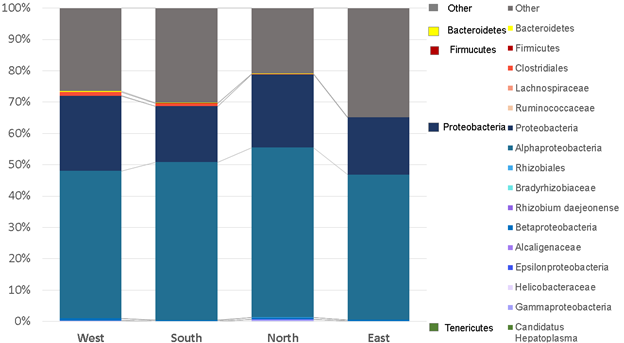 100%
90%
80%
70%
60%
50%
40%
30%
20%
10%
0%
West
South
North
East
Other
Bacteroidetes
Firmucutes
Proteobacteria
Tenericutes
Other
Bacteroidetes
Firmicutes
Clostridiales
Lachnospiraceae
Ruminococcaceae
Proteobacteria
Alphaproteobacteria
Rhizobiales
Bradyrhizobiaceae
Rhizobium daejeonense
Betaproteobacteria
Alcaligenaceae
Epsilonproteobacteria
Helicobacteraceae
Gammaproteobacteria
Candidatus
Hepatoplasma